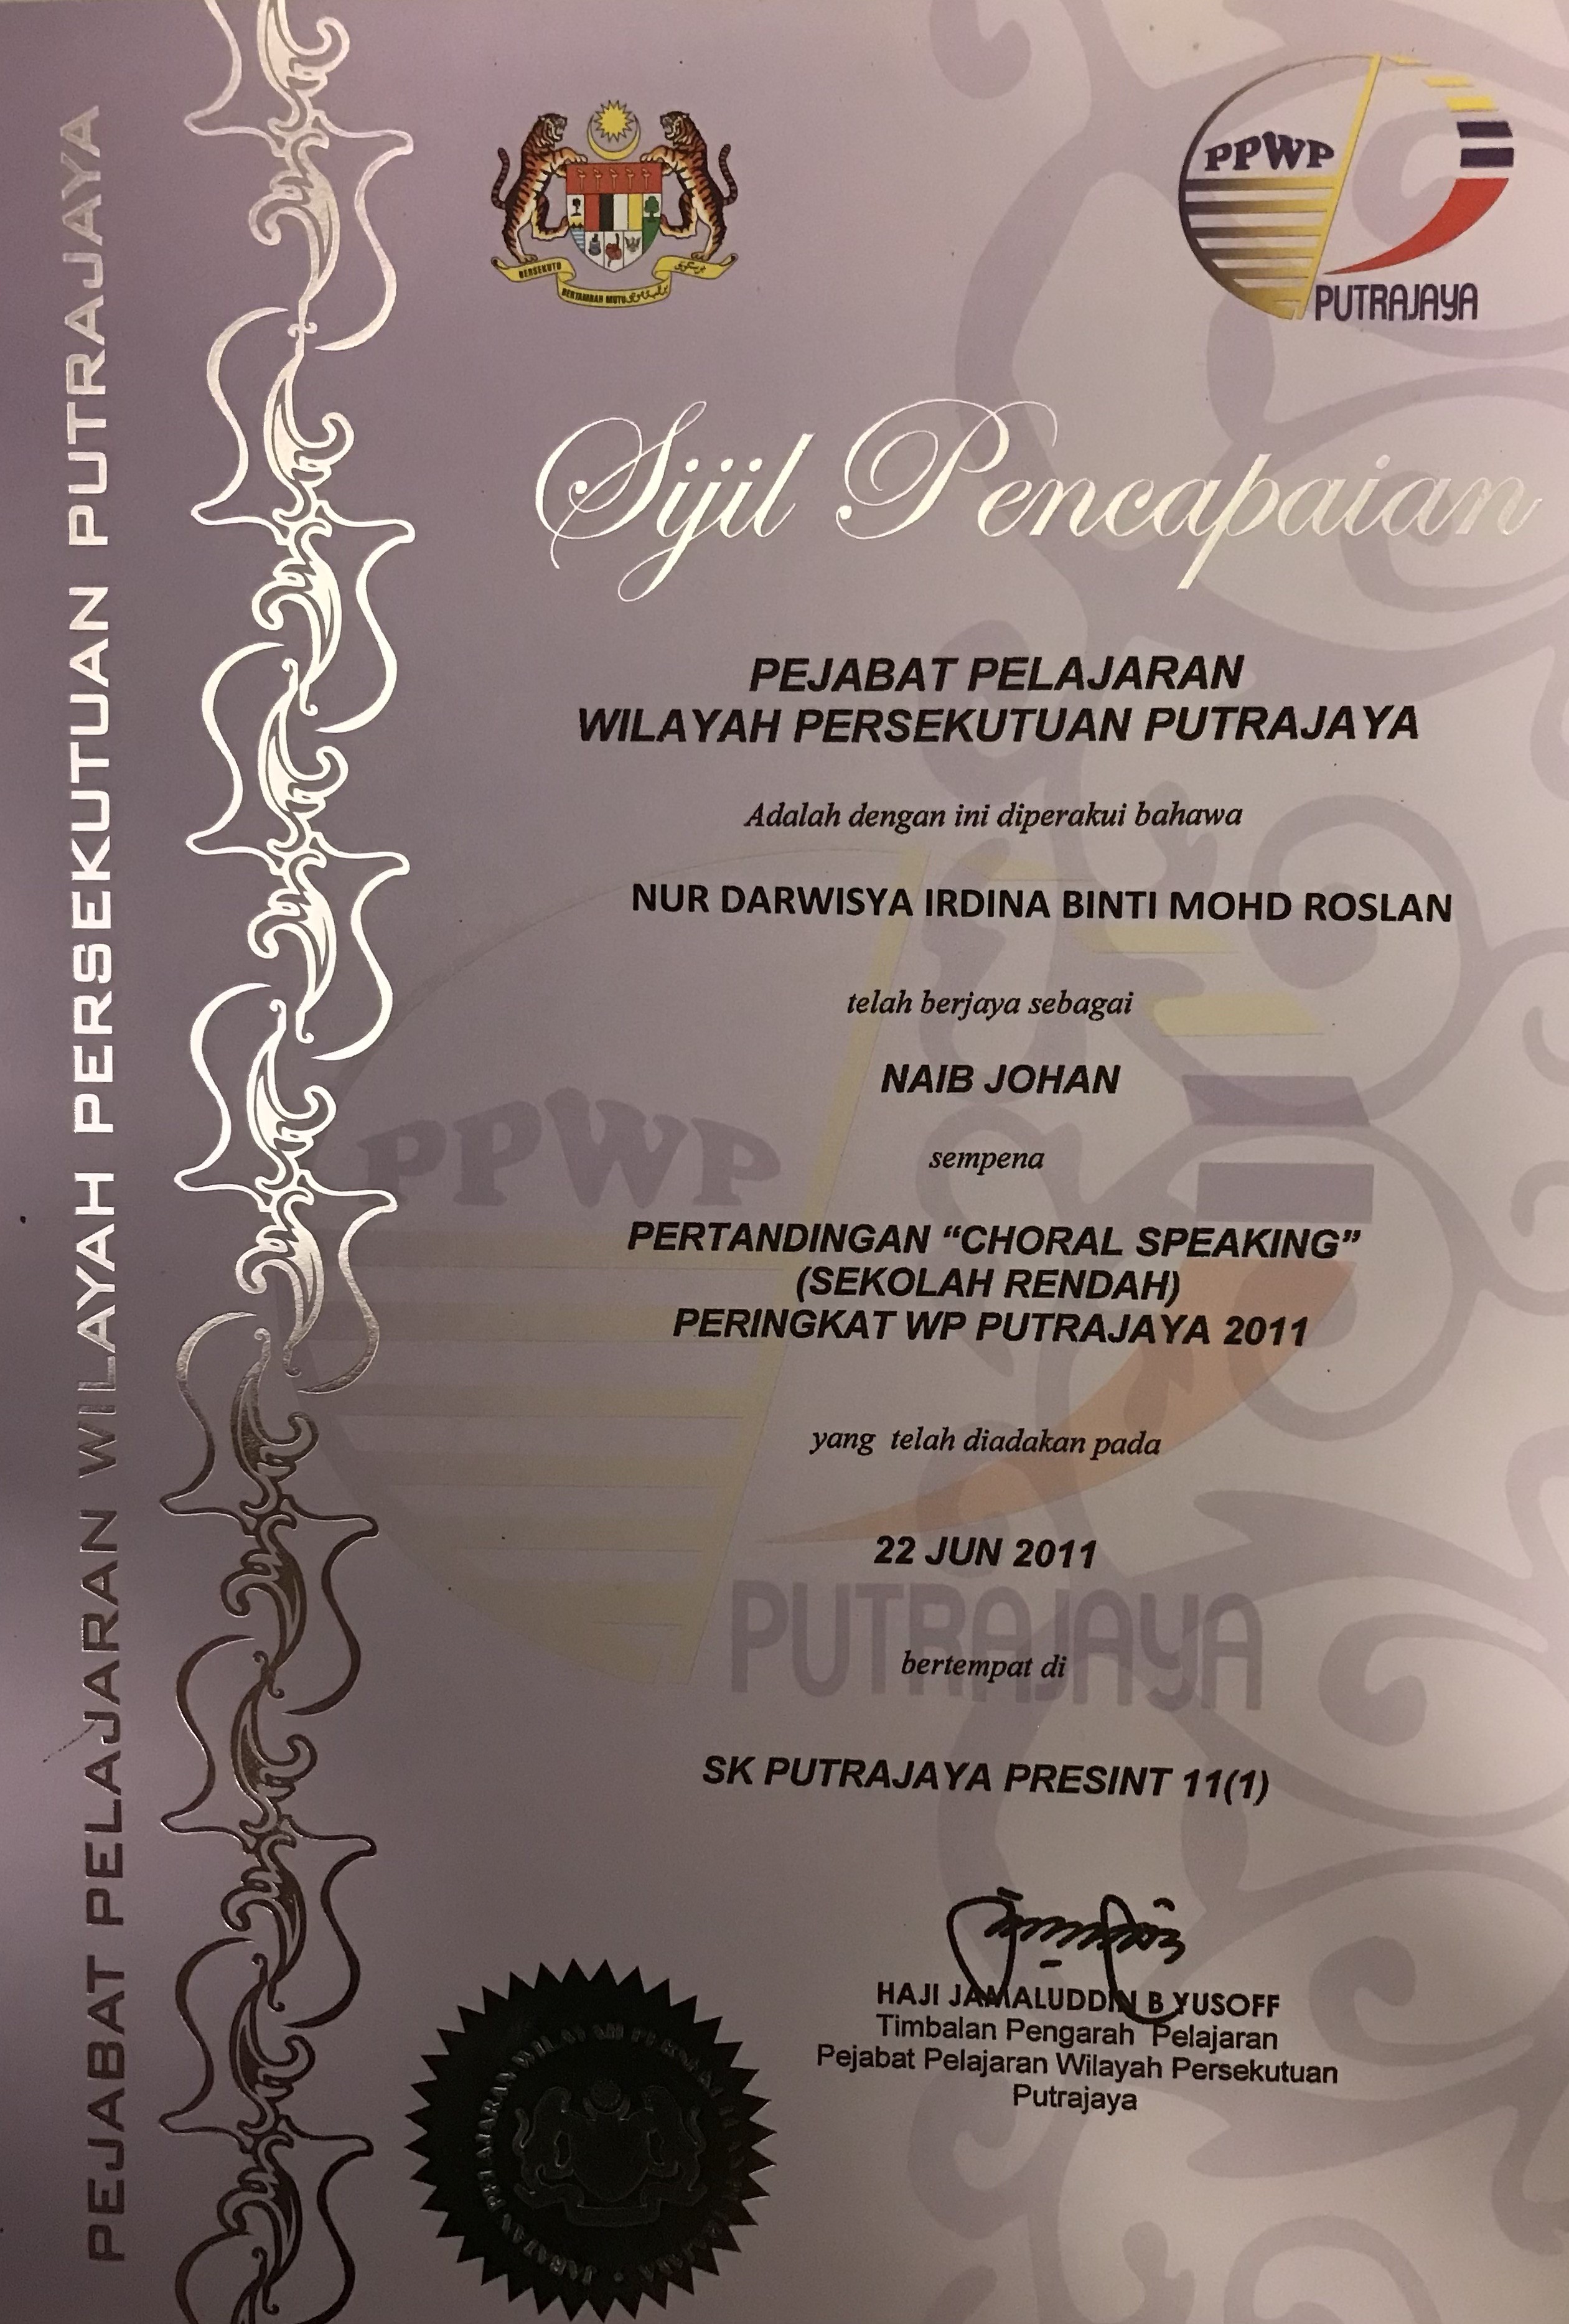 PEJABAT PELAJARAN WILAYAH PERSEKUTUAN PUTRAJAYA
BERSEKUTU
BERTAMBAH MUTU
PPWP
PUTRAJAYA
Sijil Pencapaian
PEJABAT PELAJARAN
WILAYAH PERSEKUTUAN PUTRAJAYA
Adalah dengan ini diperakui bahawa
NUR DARWISYA IRDINA BINTI MOHD ROSLAN
telah berjaya sebagai
NAIB JOHAN
PPWP
sempena
PERTANDINGAN “CHORAL SPEAKING”
(SEKOLAH RENDAH)
PERINGKAT WP PUTRAJAYA 2011
yang telah diadakan pada
22 JUN 2011
PUTRAJAYA
bertempat di
SK PUTRAJAYA PRESINT 11(1)
HAJI JAMALUDDIN B YUSOFF
Timbalan Pengarah Pelajaran
Pejabat Pelajaran Wilayah Persekutuan
Putrajaya